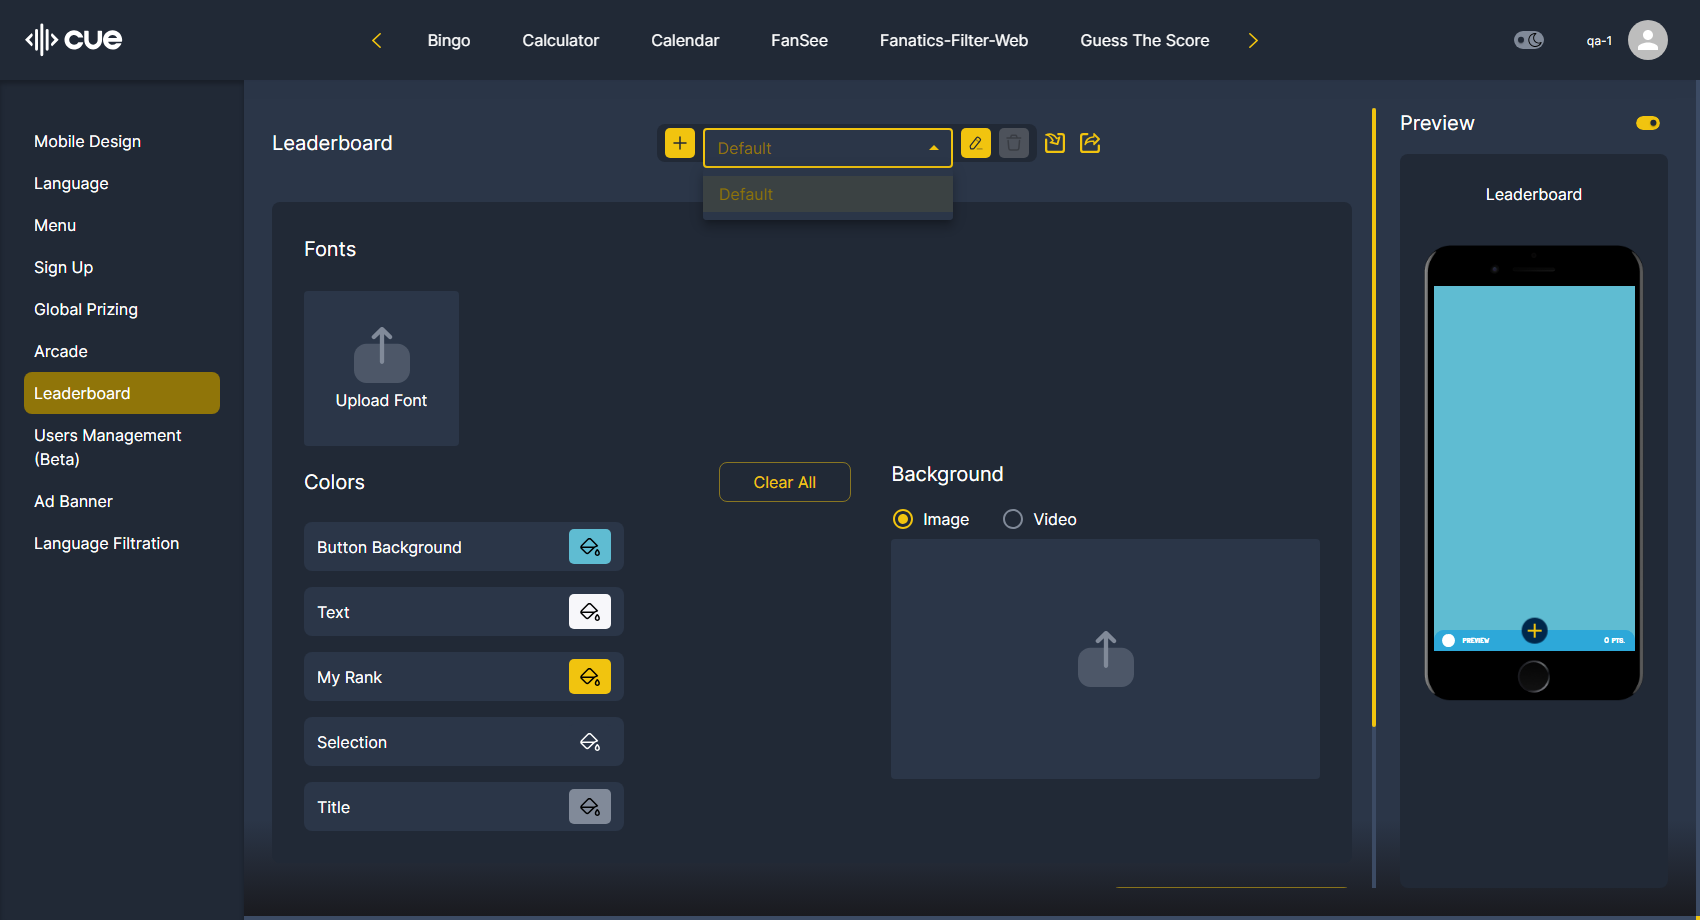 cue
Bingo
Calculator
Calendar
FanSee
Fanatics-Filter-Web
Guess The Score
qa-1
Mobile Design
Language
Menu
Sign Up
Global Prizing
Arcade
Leaderboard
Users Management
(Beta)
Ad Banner
Language Filtration
Leaderboard
Default
Default
Fonts
Upload Font
Colors
Clear All
Button Background
Text
My Rank
Selection
Title
Background
Image
Video
Preview
Leaderboard
PREVIEW
0 PTS.